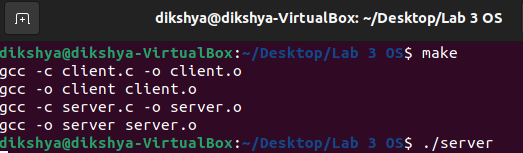 dikshya@dikshya-VirtualBox: ~/Desktop/Lab 3 OS
dikshya@dikshya-VirtualBox:~/Desktop/Lab 3 OS$ make
gcc -c client.c -o client.o
gcc -o client client.o
gcc -c server.c -o server.o
gcc -o server server.o
dikshya@dikshya-VirtualBox:~/Desktop/Lab 3 OS$ ./server